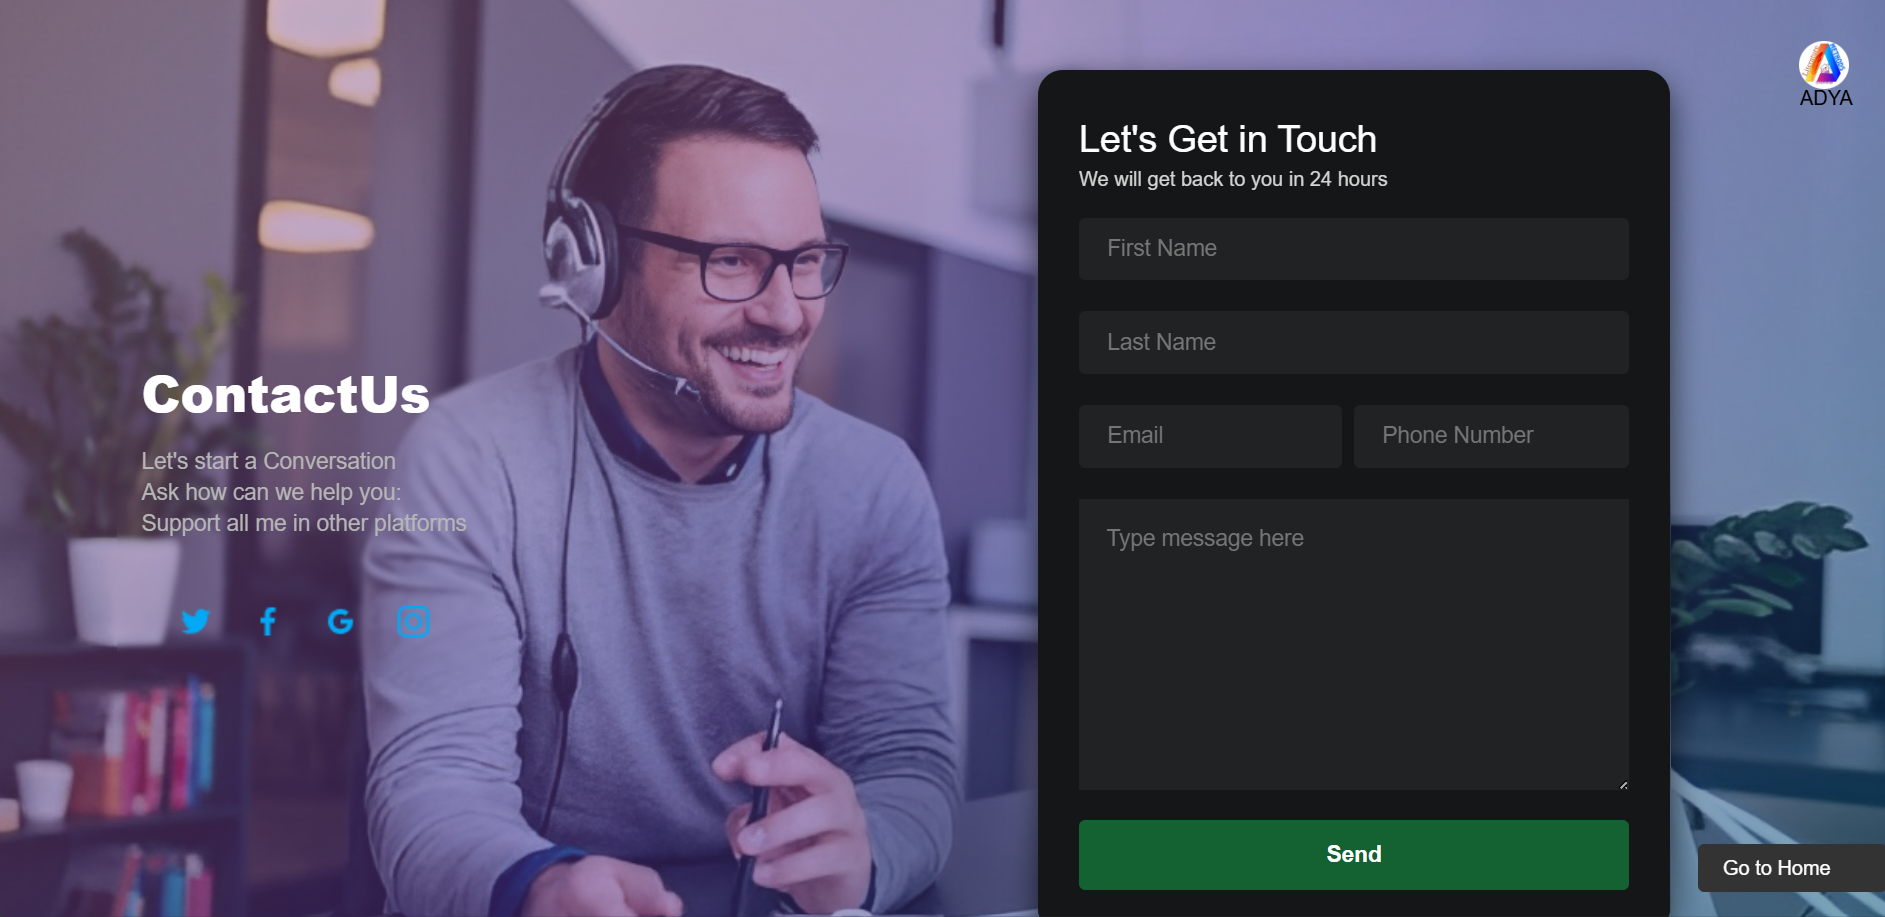 ADYA
Let's Get in Touch
We will get back to you in 24 hours
First Name
Last Name
Email
Phone Number
Type message here
Send
ContactUs
Let's start a Conversation
Ask how can we help you:
Support all me in other platforms
Go to Home